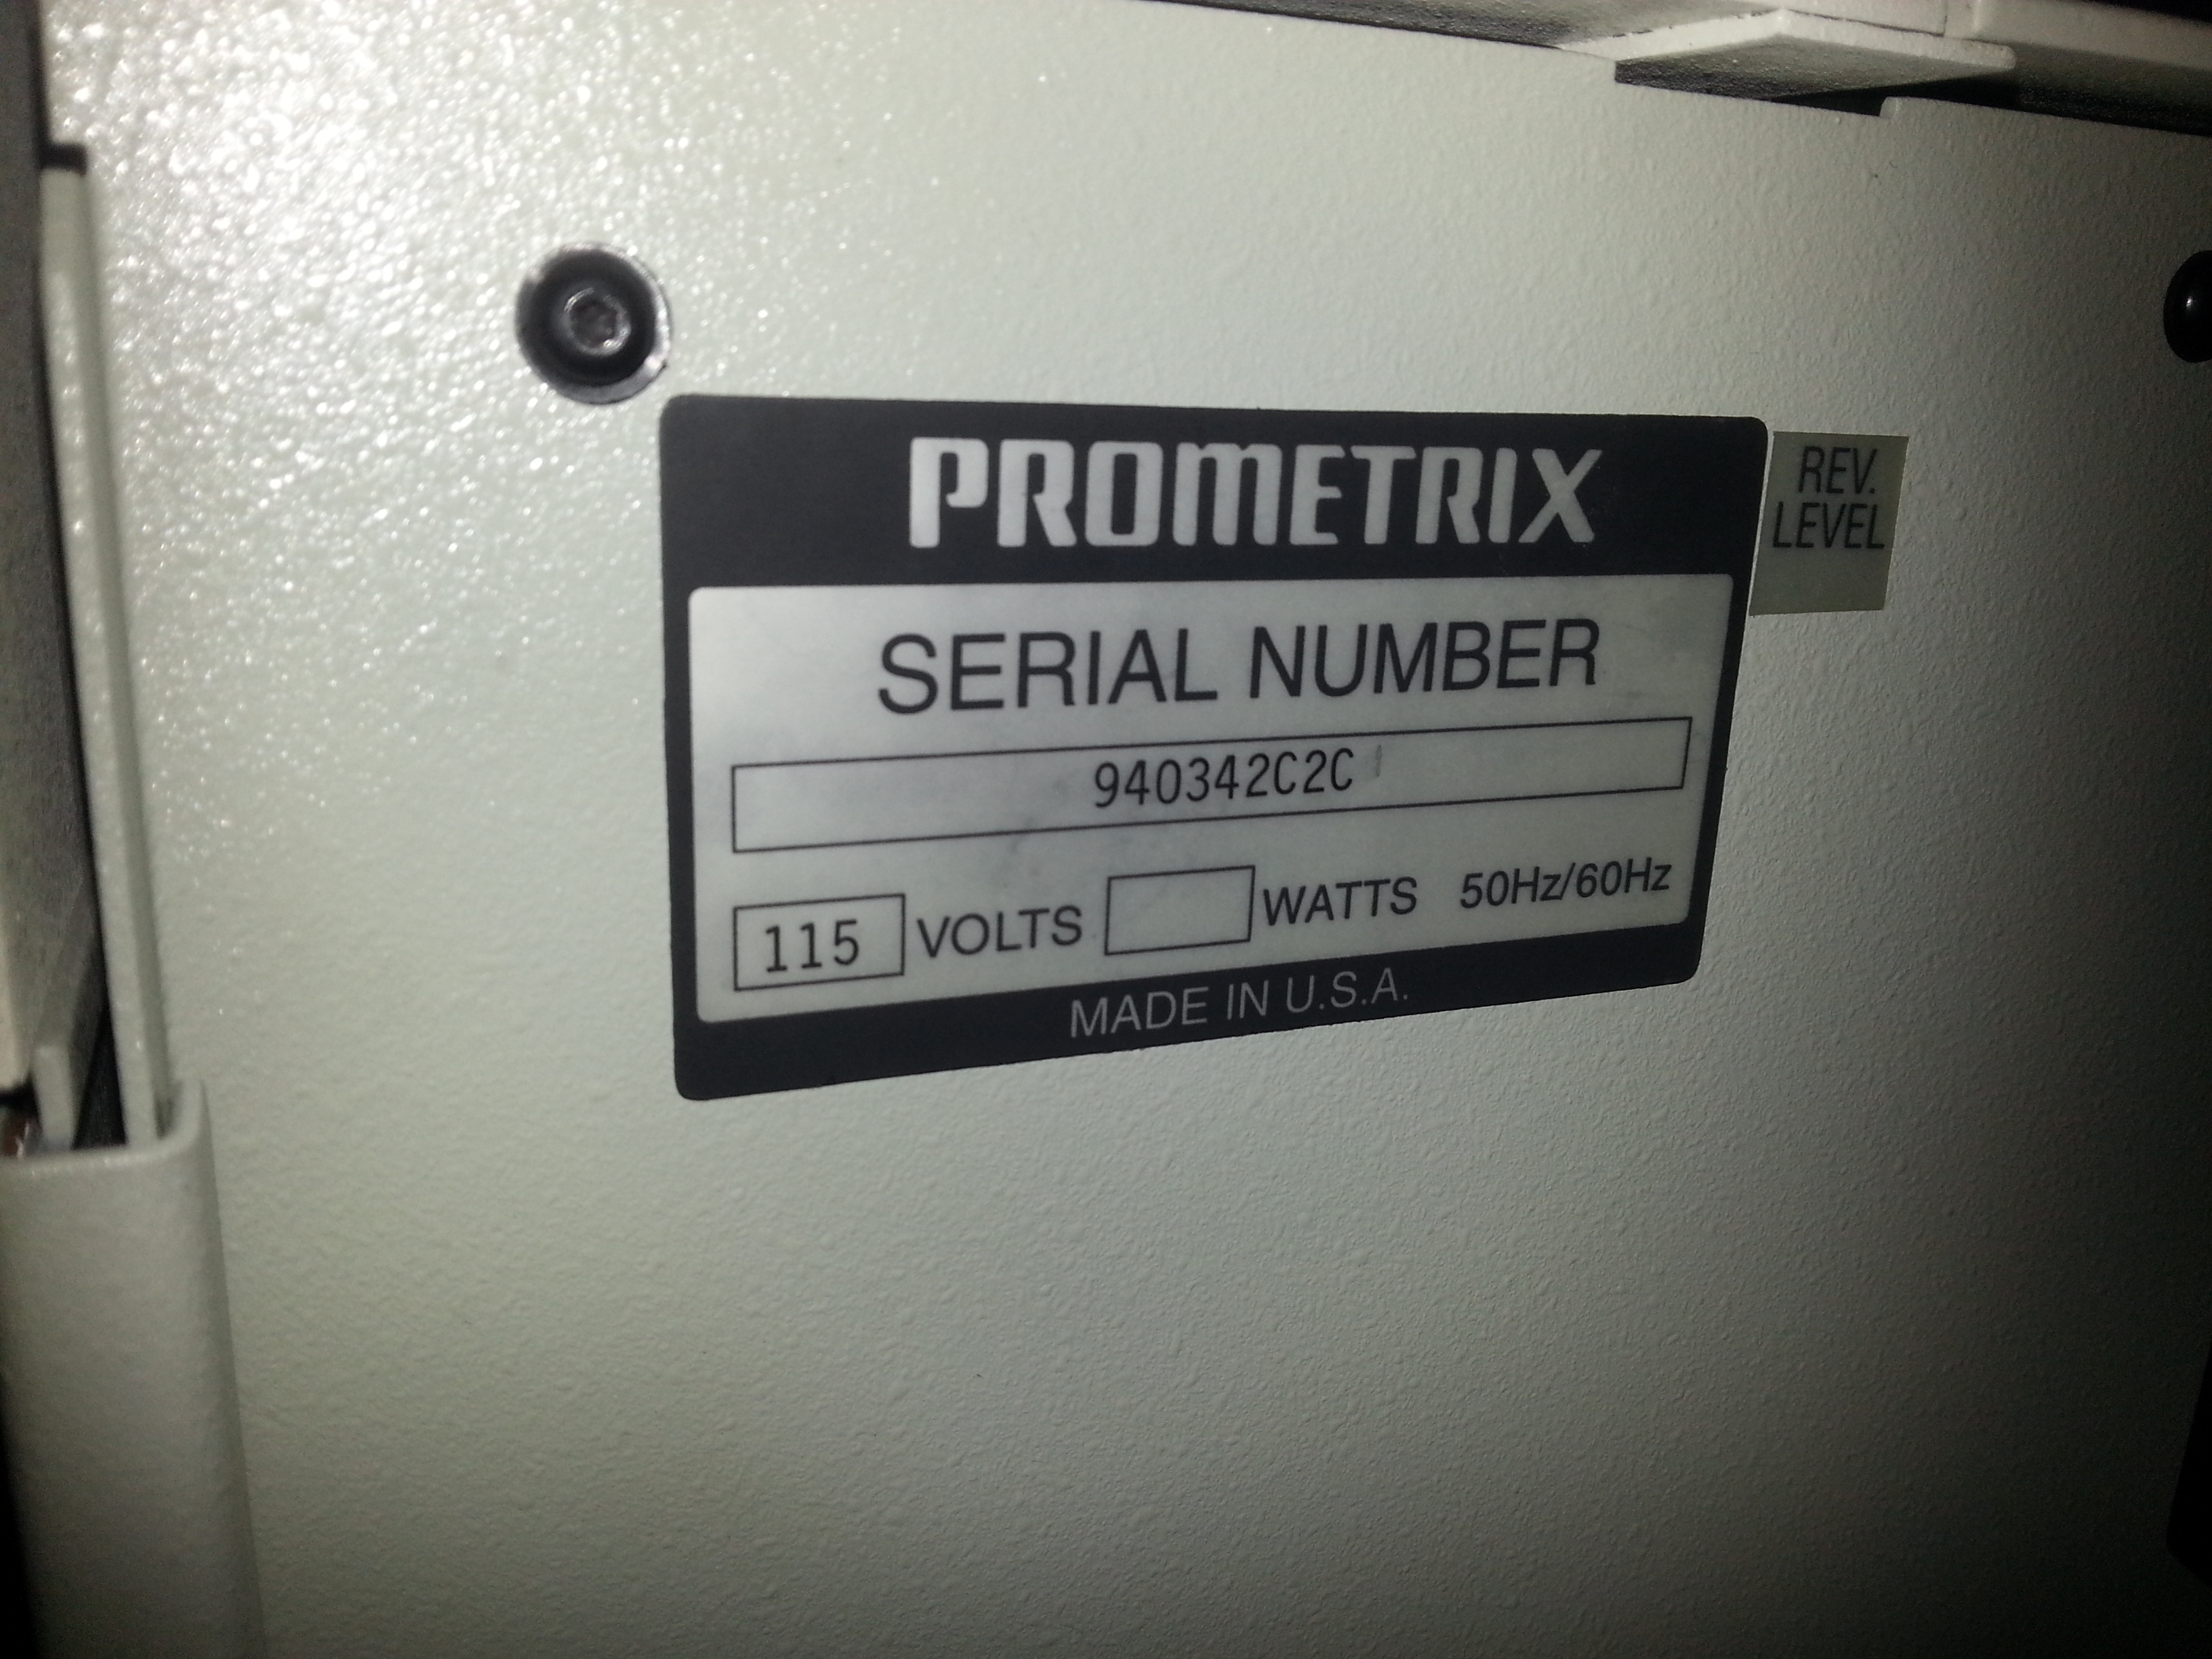 PROMETRIX
REV.
LEVEL
SERIAL NUMBER
940342C2C
115 VOLTS WATTS 50Hz/60Hz
MADE IN U.S.A.